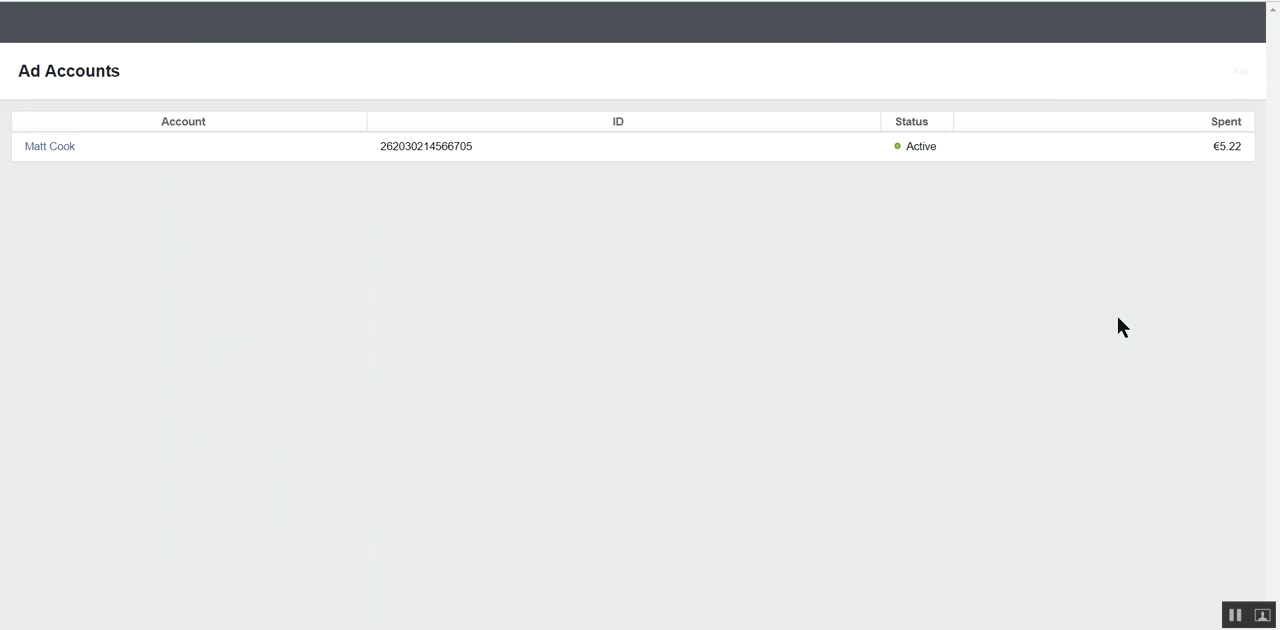 Ad Accounts
Account ID Status Spent
Matt Cook 262030214566705 Active €5.22